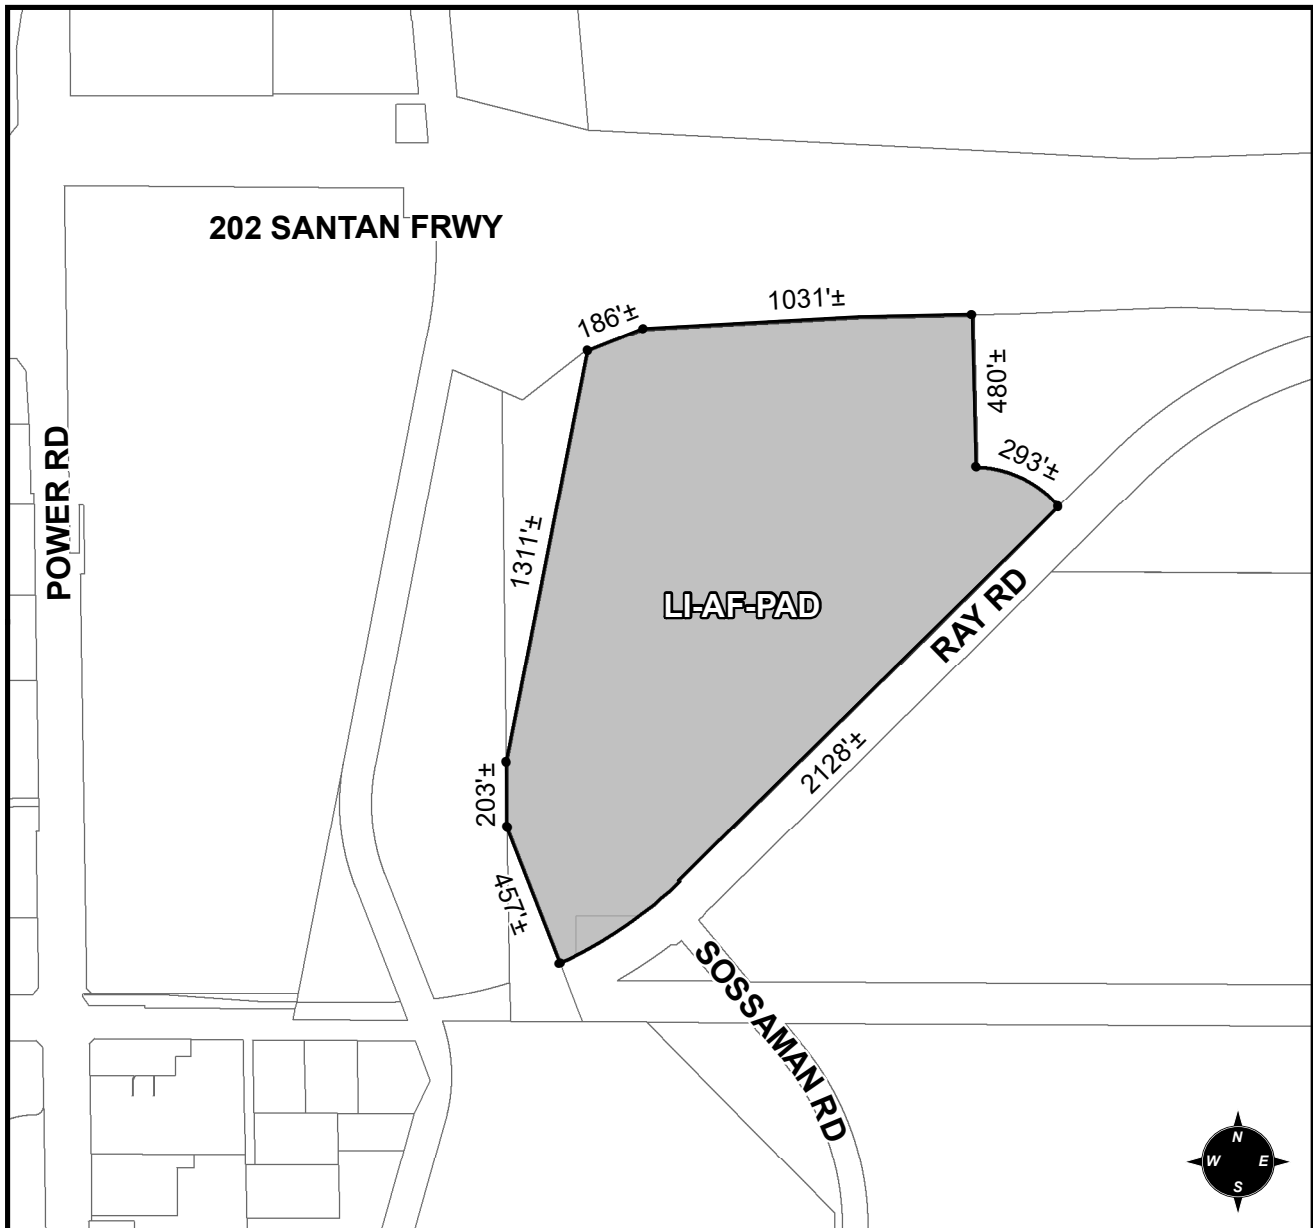 202 SANTAN FRWY
186'±
1031'±
480'±
293'±
POWER RD
1311'±
LI-AF-PAD
RAY RD
2128'±
203'±
457'±
SOSSAMAN RD
N
W E
S